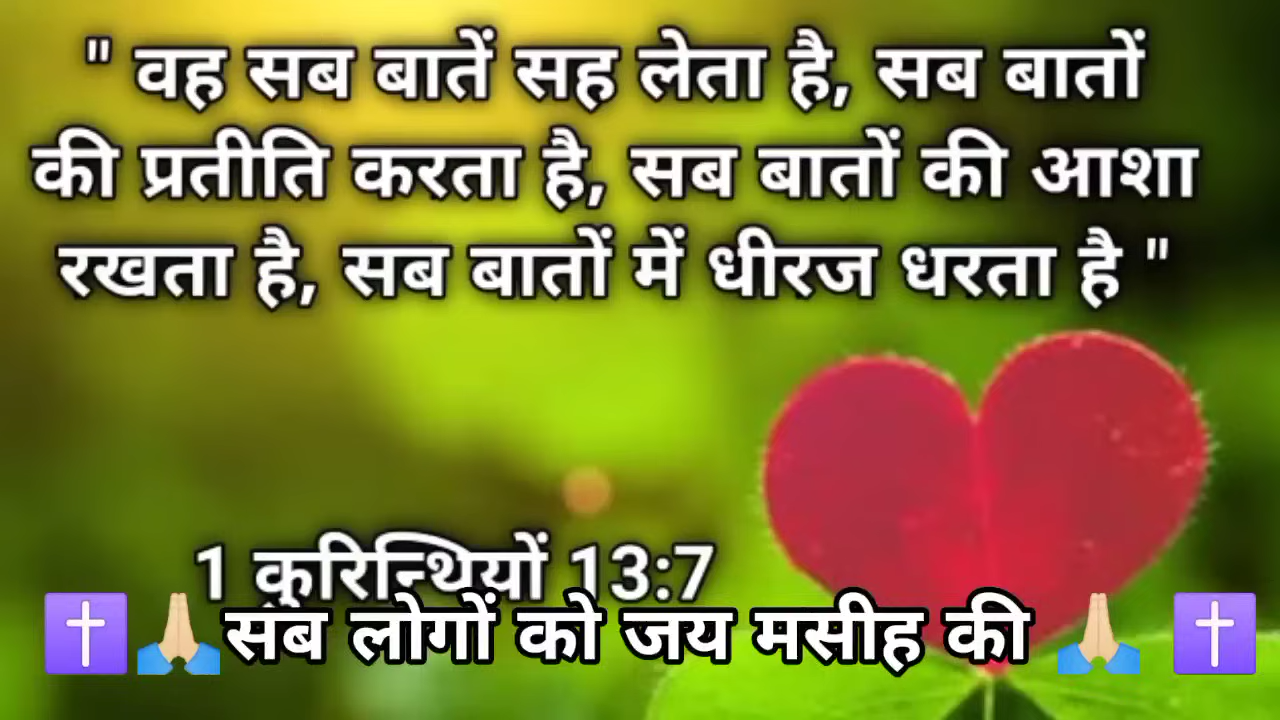 " वह सब बातें सह लेता है, सब बातों
की प्रतीति करता है, सब बातों की आशा
रखता है, सब बातों में धीरज धरता है "
1 कुरिन्थियों 13:7
सब लोगों को जय मसीह की